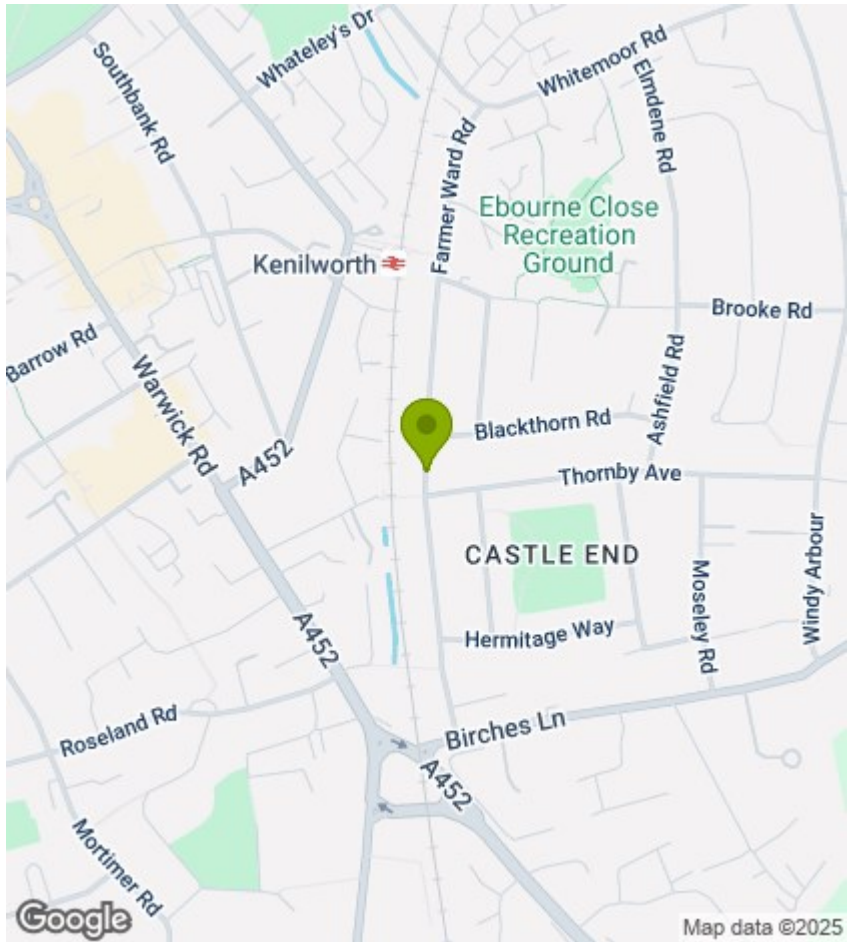 Whateley's Dr
Whitemoor Rd
Southbank Rd
Elmdene Rd
Farmer Ward Rd
Ebourne Close
Recreation
Ground
Kenilworth
Brooke Rd
Barrow Rd
Warwick Rd
Ashfield Rd
Blackthorn Rd
A452
Thornby Ave
CASTLE END
Windy Arbour
Moseley Rd
A452
Hermitage Way
Roseland Rd
Birches Ln
A452
Mortimer Rd
Google
Map data ©2025